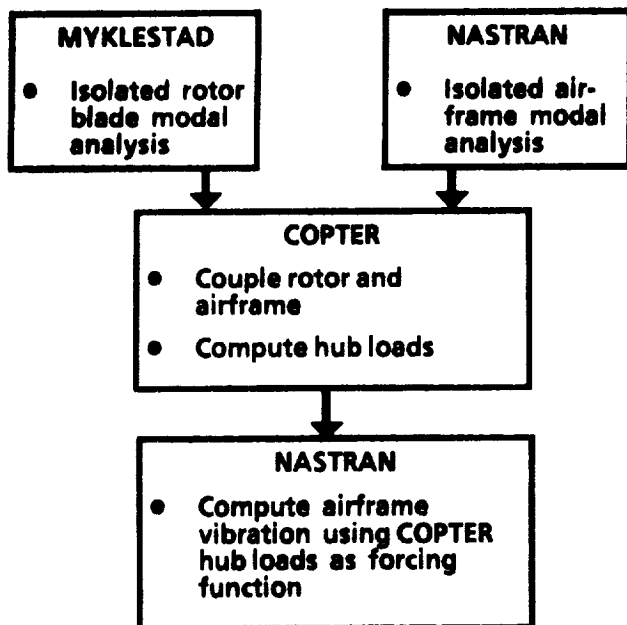 MYKLESTAD
● Isolated rotor
blade modal
analysis
NASTRAN
● Isolated air-
frame modal
analysis
COPTER
● Couple rotor and
airframe
● Compute hub loads
NASTRAN
● Compute airframe
vibration using COPTER
hub loads as forcing
function